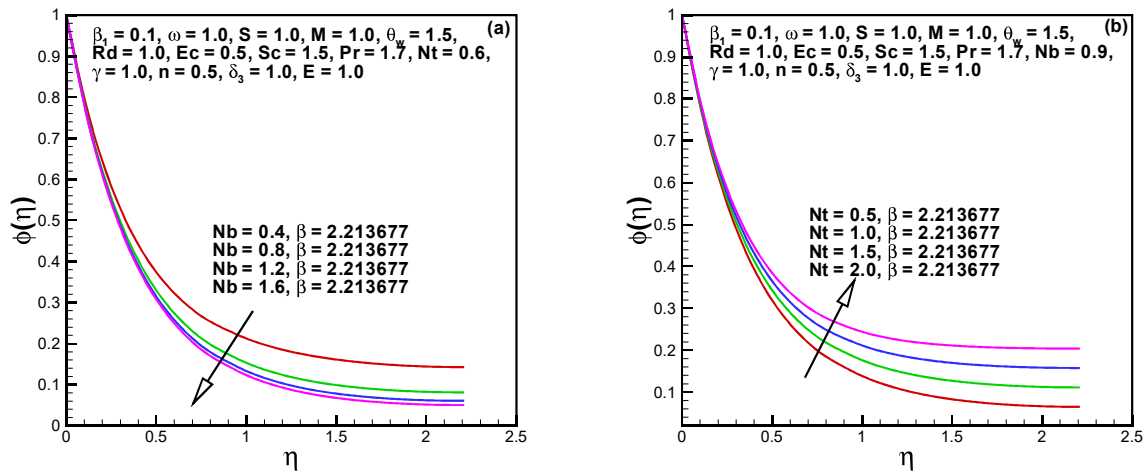 (a)
β₁ = 0.1, ω = 1.0, S = 1.0, M = 1.0, θ_w = 1.5,
Rd = 1.0, Ec = 0.5, Sc = 1.5, Pr = 1.7, Nt = 0.6,
γ = 1.0, n = 0.5, δ₃ = 1.0, E = 1.0
Nb = 0.4, β = 2.213677
Nb = 0.8, β = 2.213677
Nb = 1.2, β = 2.213677
Nb = 1.6, β = 2.213677
ϕ(η)
1
0.9
0.8
0.7
0.6
0.5
0.4
0.3
0.2
0.1
0
0 0.5 1 1.5 2 2.5
η
(b)
β₁ = 0.1, ω = 1.0, S = 1.0, M = 1.0, θ_w = 1.5,
Rd = 1.0, Ec = 0.5, Sc = 1.5, Pr = 1.7, Nb = 0.9,
γ = 1.0, n = 0.5, δ₃ = 1.0, E = 1.0
Nt = 0.5, β = 2.213677
Nt = 1.0, β = 2.213677
Nt = 1.5, β = 2.213677
Nt = 2.0, β = 2.213677
ϕ(η)
1
0.9
0.8
0.7
0.6
0.5
0.4
0.3
0.2
0.1
0
0 0.5 1 1.5 2 2.5
η